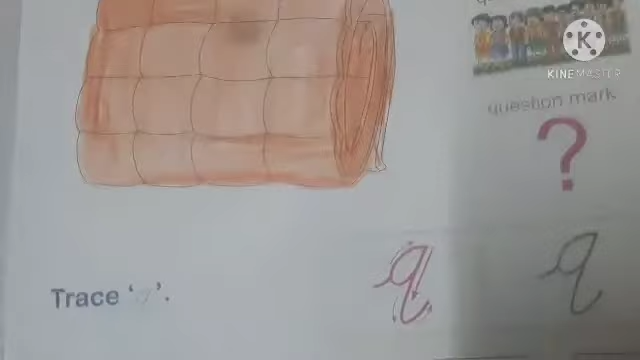 K
KINEMASTER
question mark
?
Trace 'q'.
q q